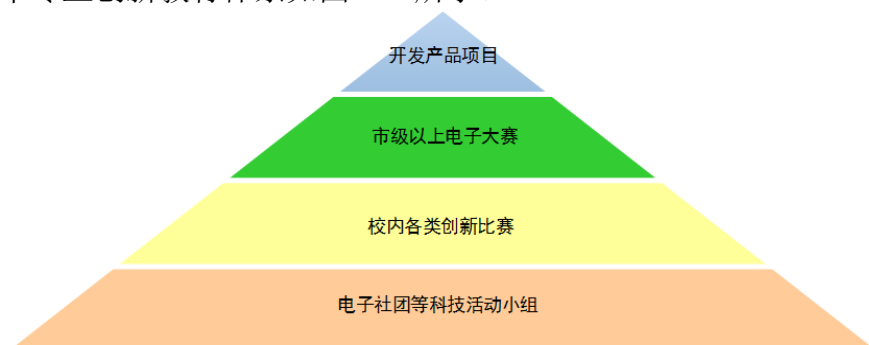 开发产品项目
市级以上电子大赛
校内各类创新比赛
电子社团等科技活动小组